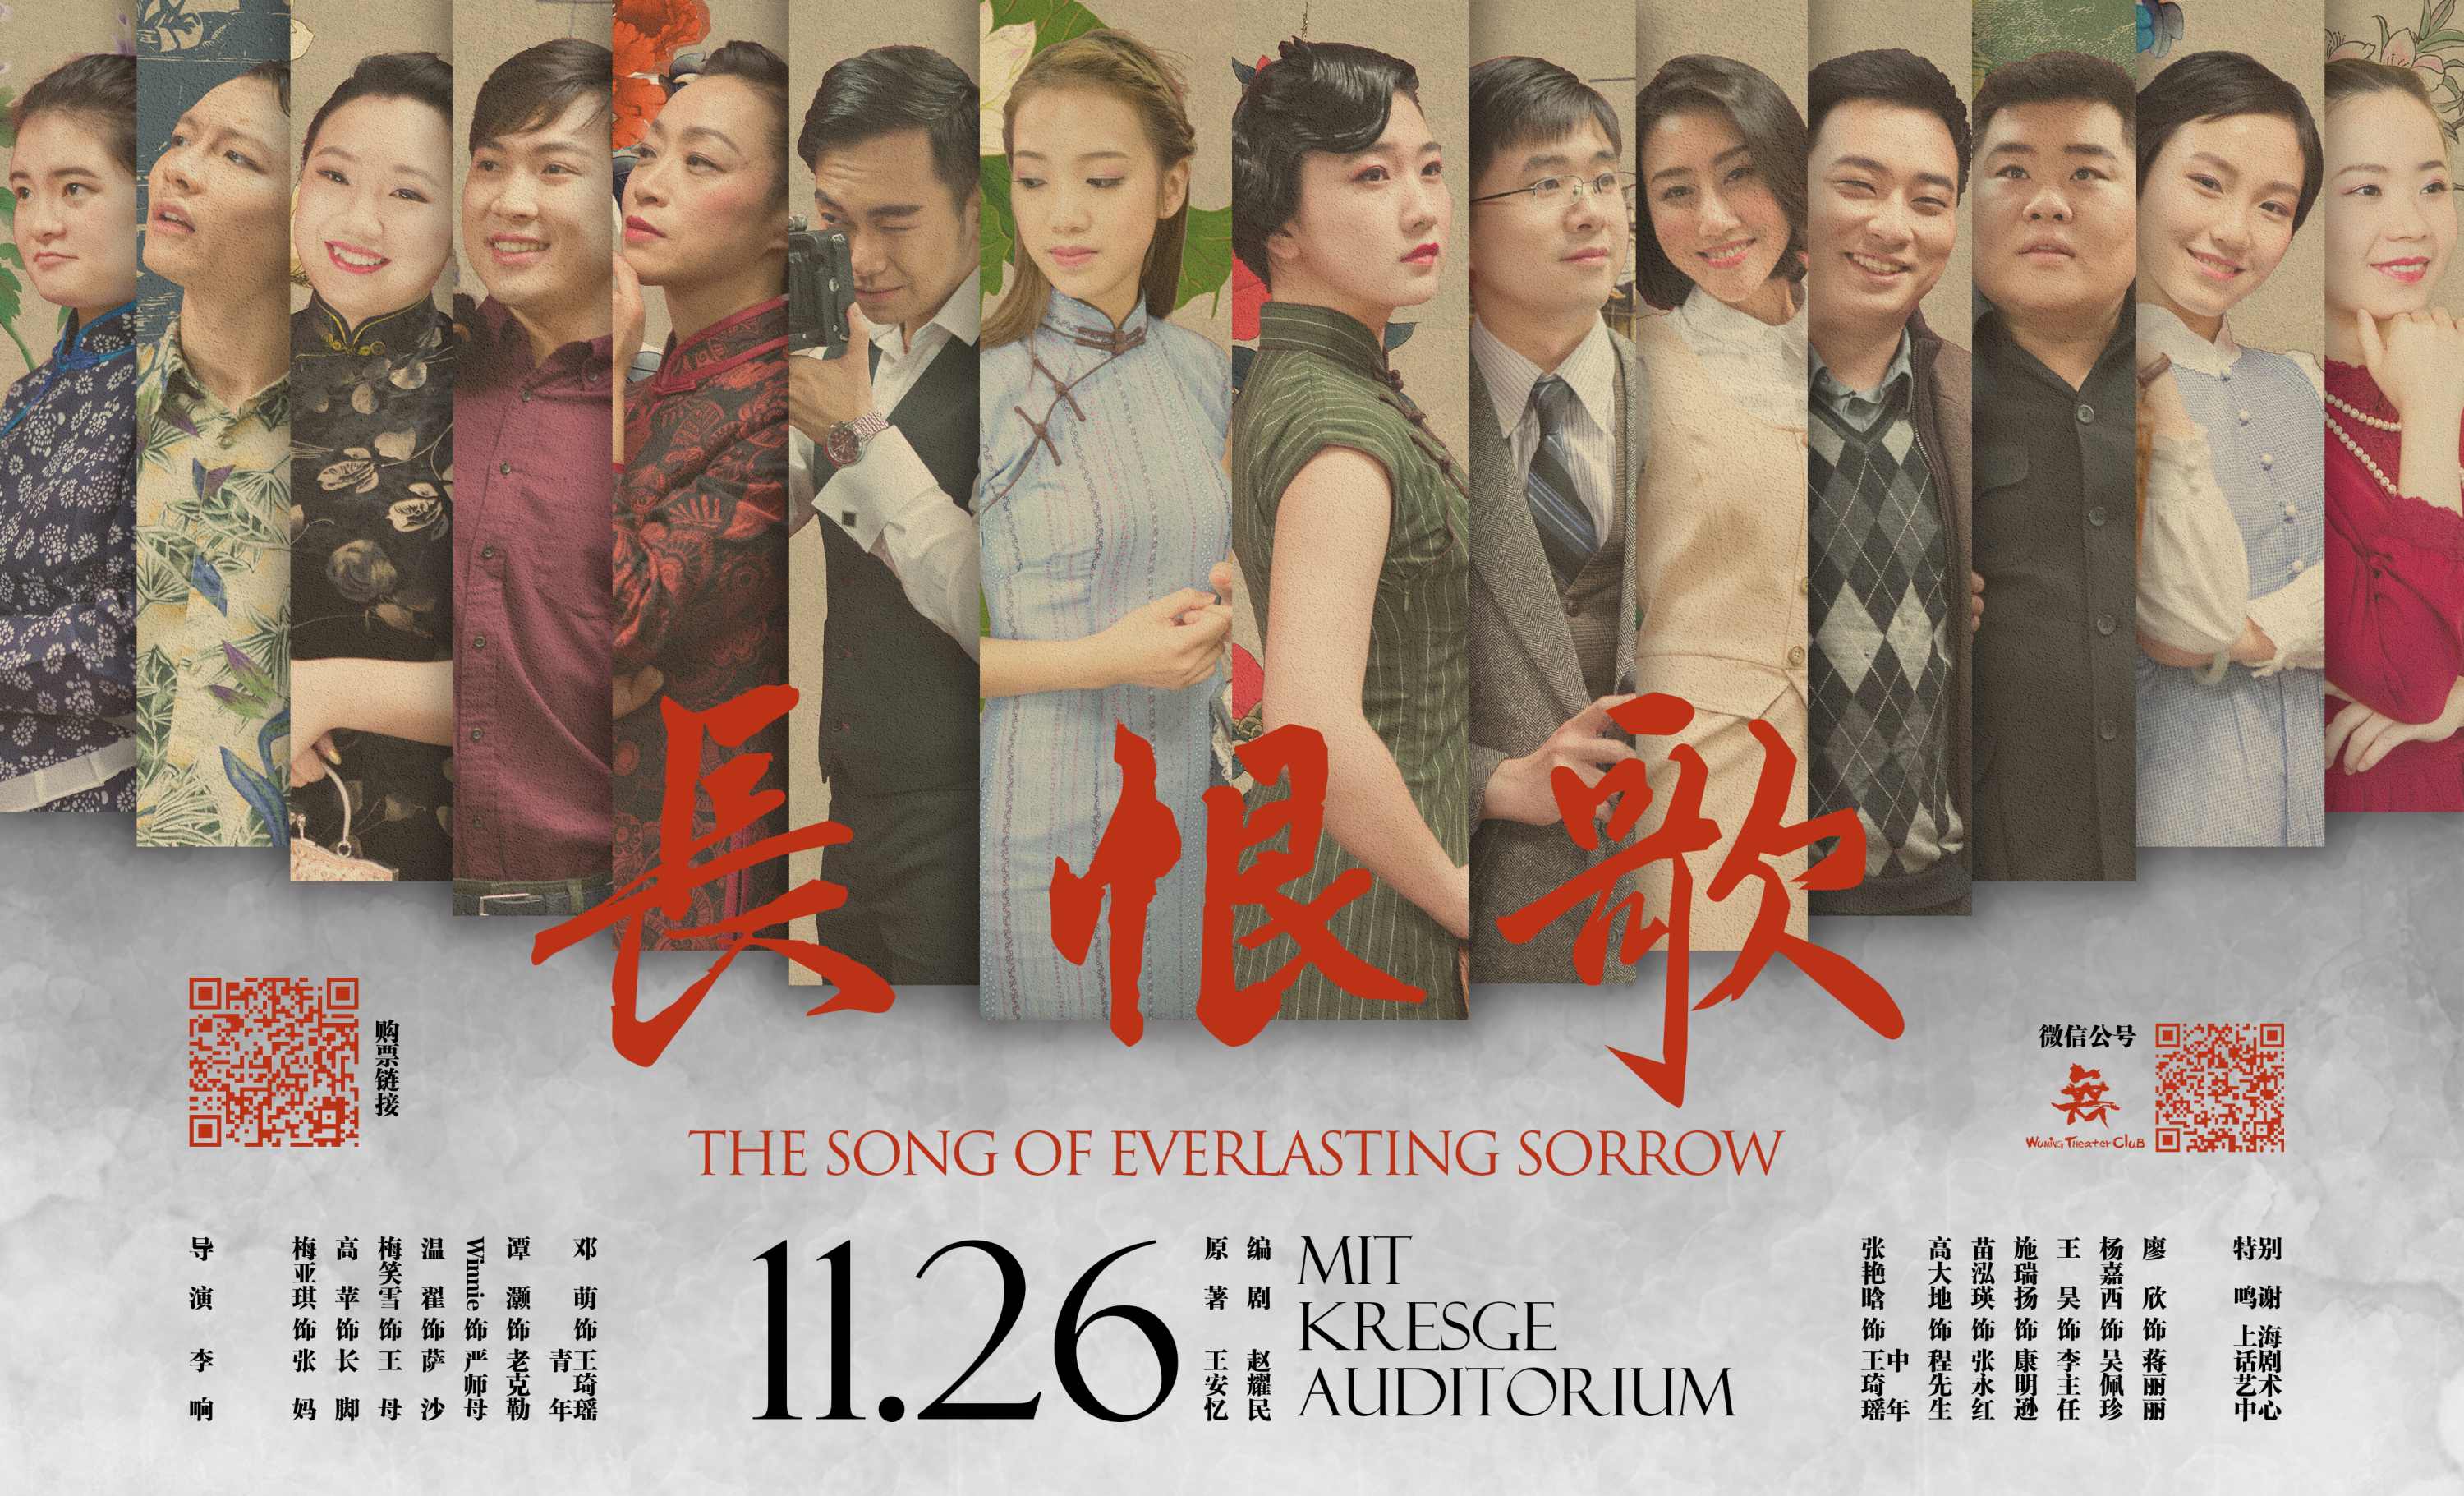 長恨歌
购票链接
微信公号
無
Wuming Theater Club
THE SONG OF EVERLASTING SORROW
导演 李响
梅亚琪 饰 张妈
高苹 饰 长脚
梅笑雪 饰 王母
温翟 饰 萨沙
Winnie 饰 严师母
谭灏 饰 老克勒
邓萌 饰 青年王琦瑶
11.26
原著 王安忆
编剧 赵耀民
MIT
KRESGE
AUDITORIUM
张艳晗 饰 中年王琦瑶
高大地 饰 程先生
苗泓瑛 饰 张永红
施瑞扬 饰 康明逊
王昊 饰 李主任
杨嘉西 饰 吴佩珍
廖欣 饰 蒋丽丽
特别鸣谢
上海话剧艺术中心